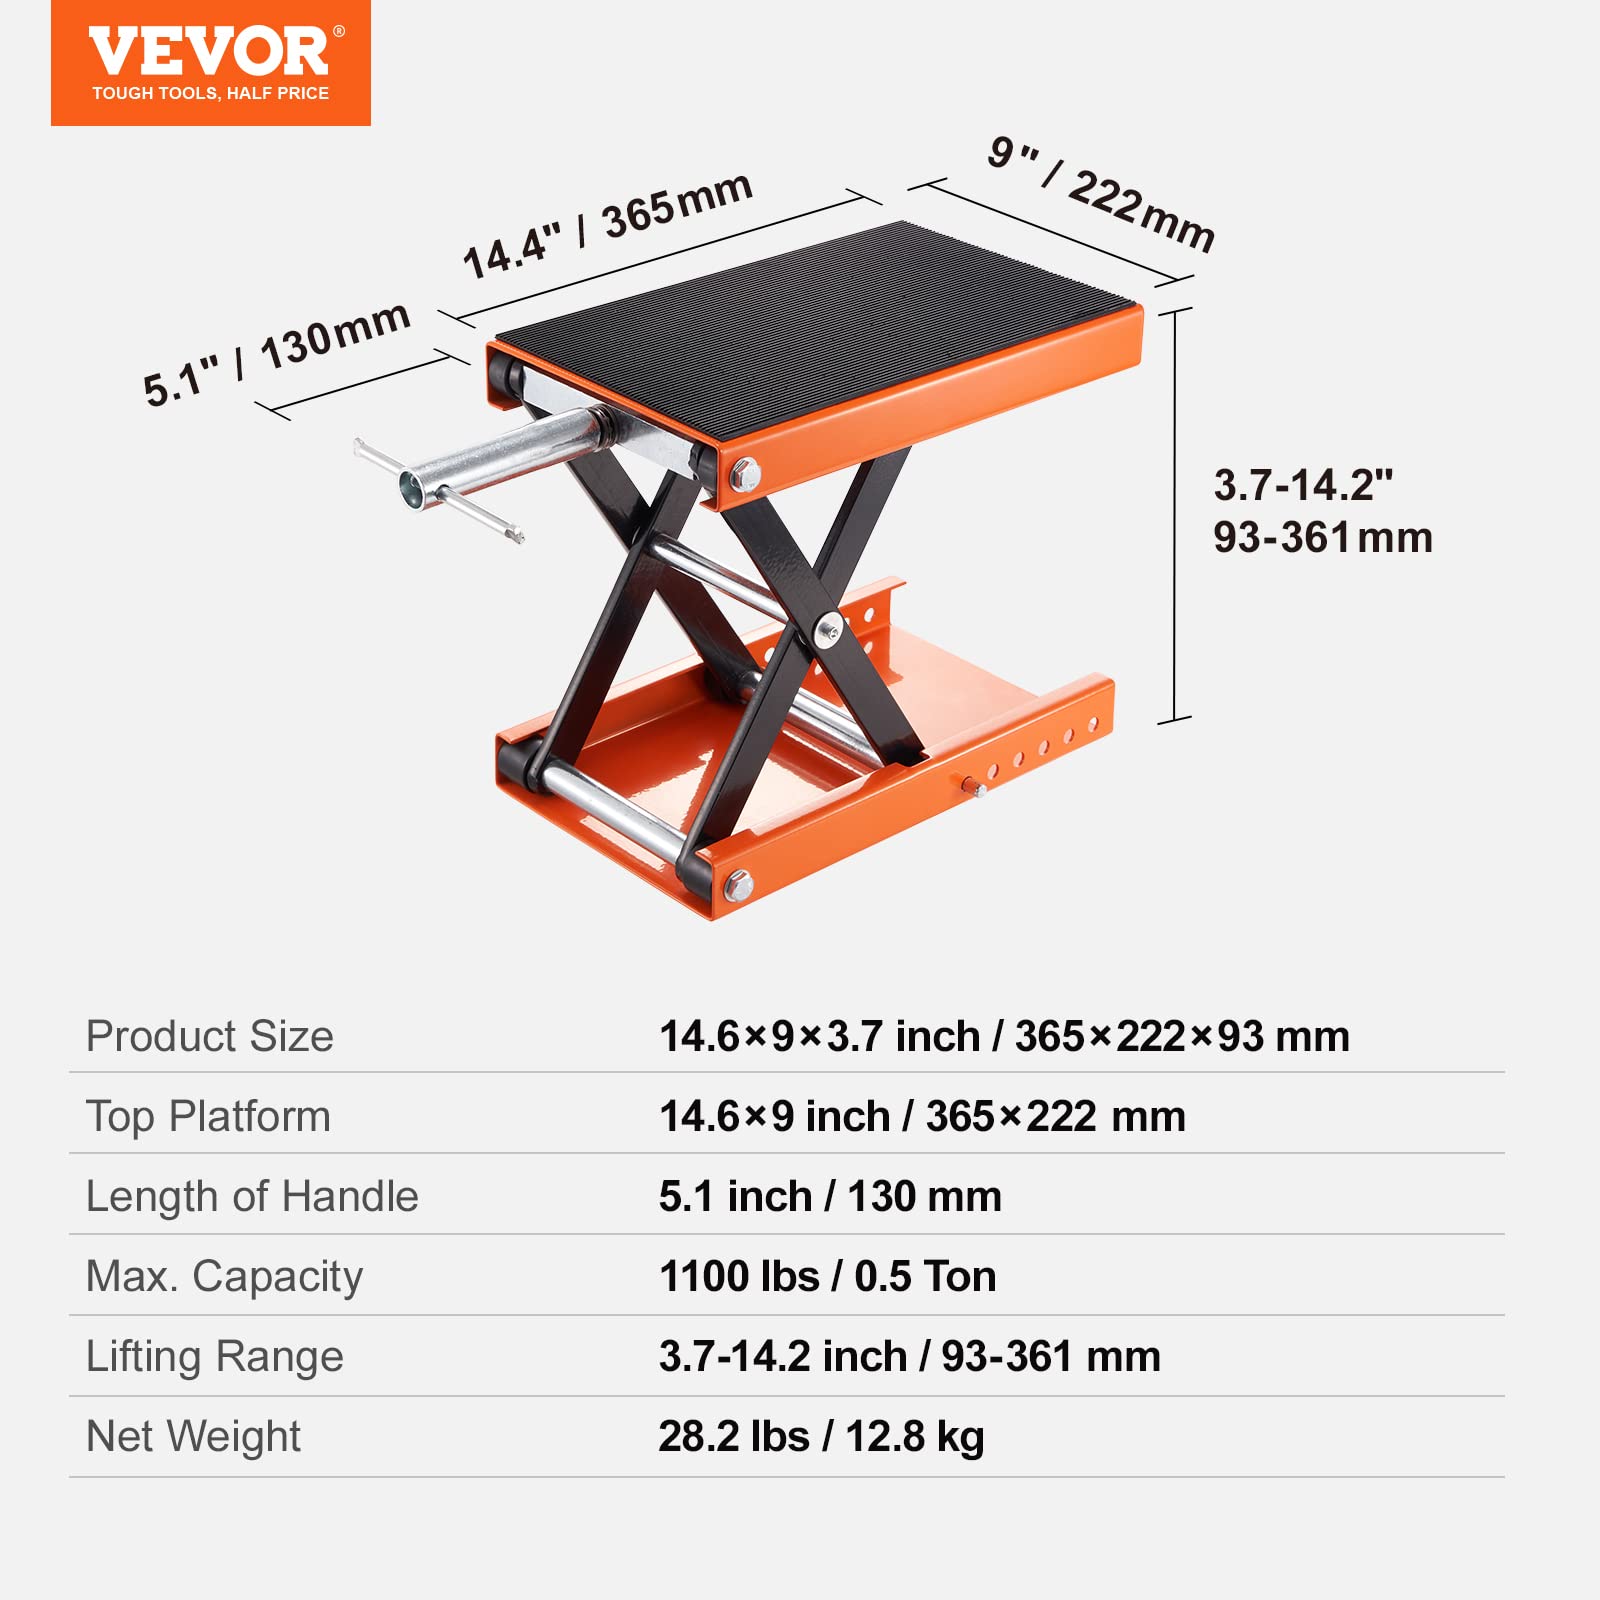 VEVOR®
TOUGH TOOLS, HALF PRICE
5.1" / 130mm
14.4" / 365mm
9" / 222mm
3.7-14.2"
93-361mm
Product Size 14.6×9×3.7 inch / 365×222×93 mm
Top Platform 14.6×9 inch / 365×222 mm
Length of Handle 5.1 inch / 130 mm
Max. Capacity 1100 lbs / 0.5 Ton
Lifting Range 3.7-14.2 inch / 93-361 mm
Net Weight 28.2 lbs / 12.8 kg